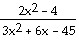 2x² – 4
3x² + 6x – 45